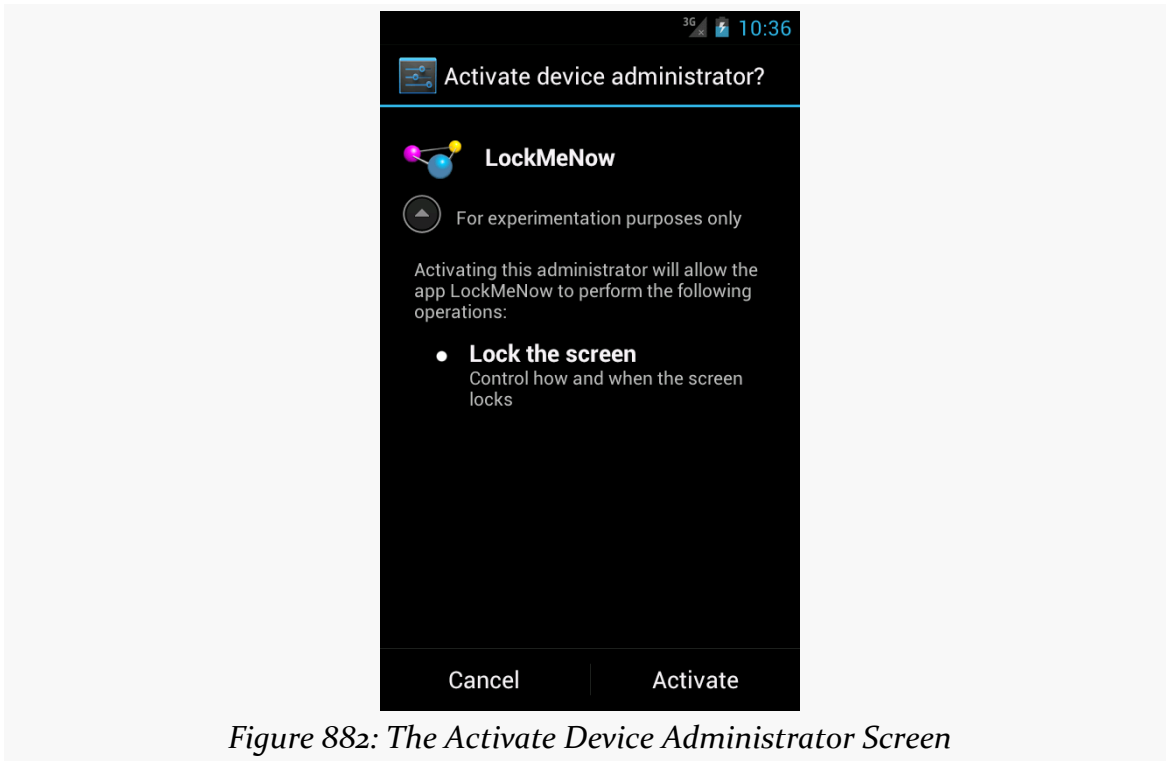 3G 10:36
Activate device administrator?
LockMeNow
For experimentation purposes only
Activating this administrator will allow the
app LockMeNow to perform the following
operations:
Lock the screen
Control how and when the screen
locks
Cancel Activate
Figure 882: The Activate Device Administrator Screen